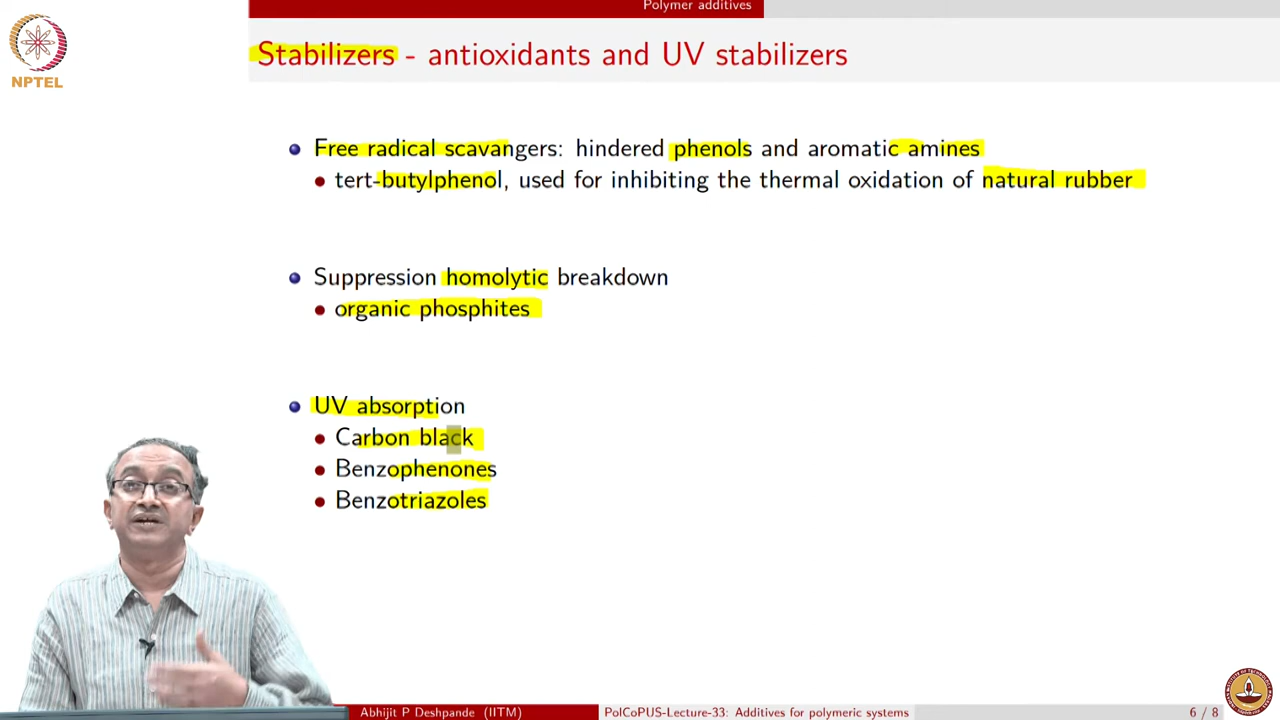 Polymer additives
NPTEL
Stabilizers - antioxidants and UV stabilizers
Free radical scavangers: hindered phenols and aromatic amines
tert-butylphenol, used for inhibiting the thermal oxidation of natural rubber
Suppression homolytic breakdown
organic phosphites
UV absorption
Carbon black
Benzophenones
Benzotriazoles
Abhijit P Deshpande (IITM) PolCoPUS-Lecture-33: Additives for polymeric systems 6 / 8